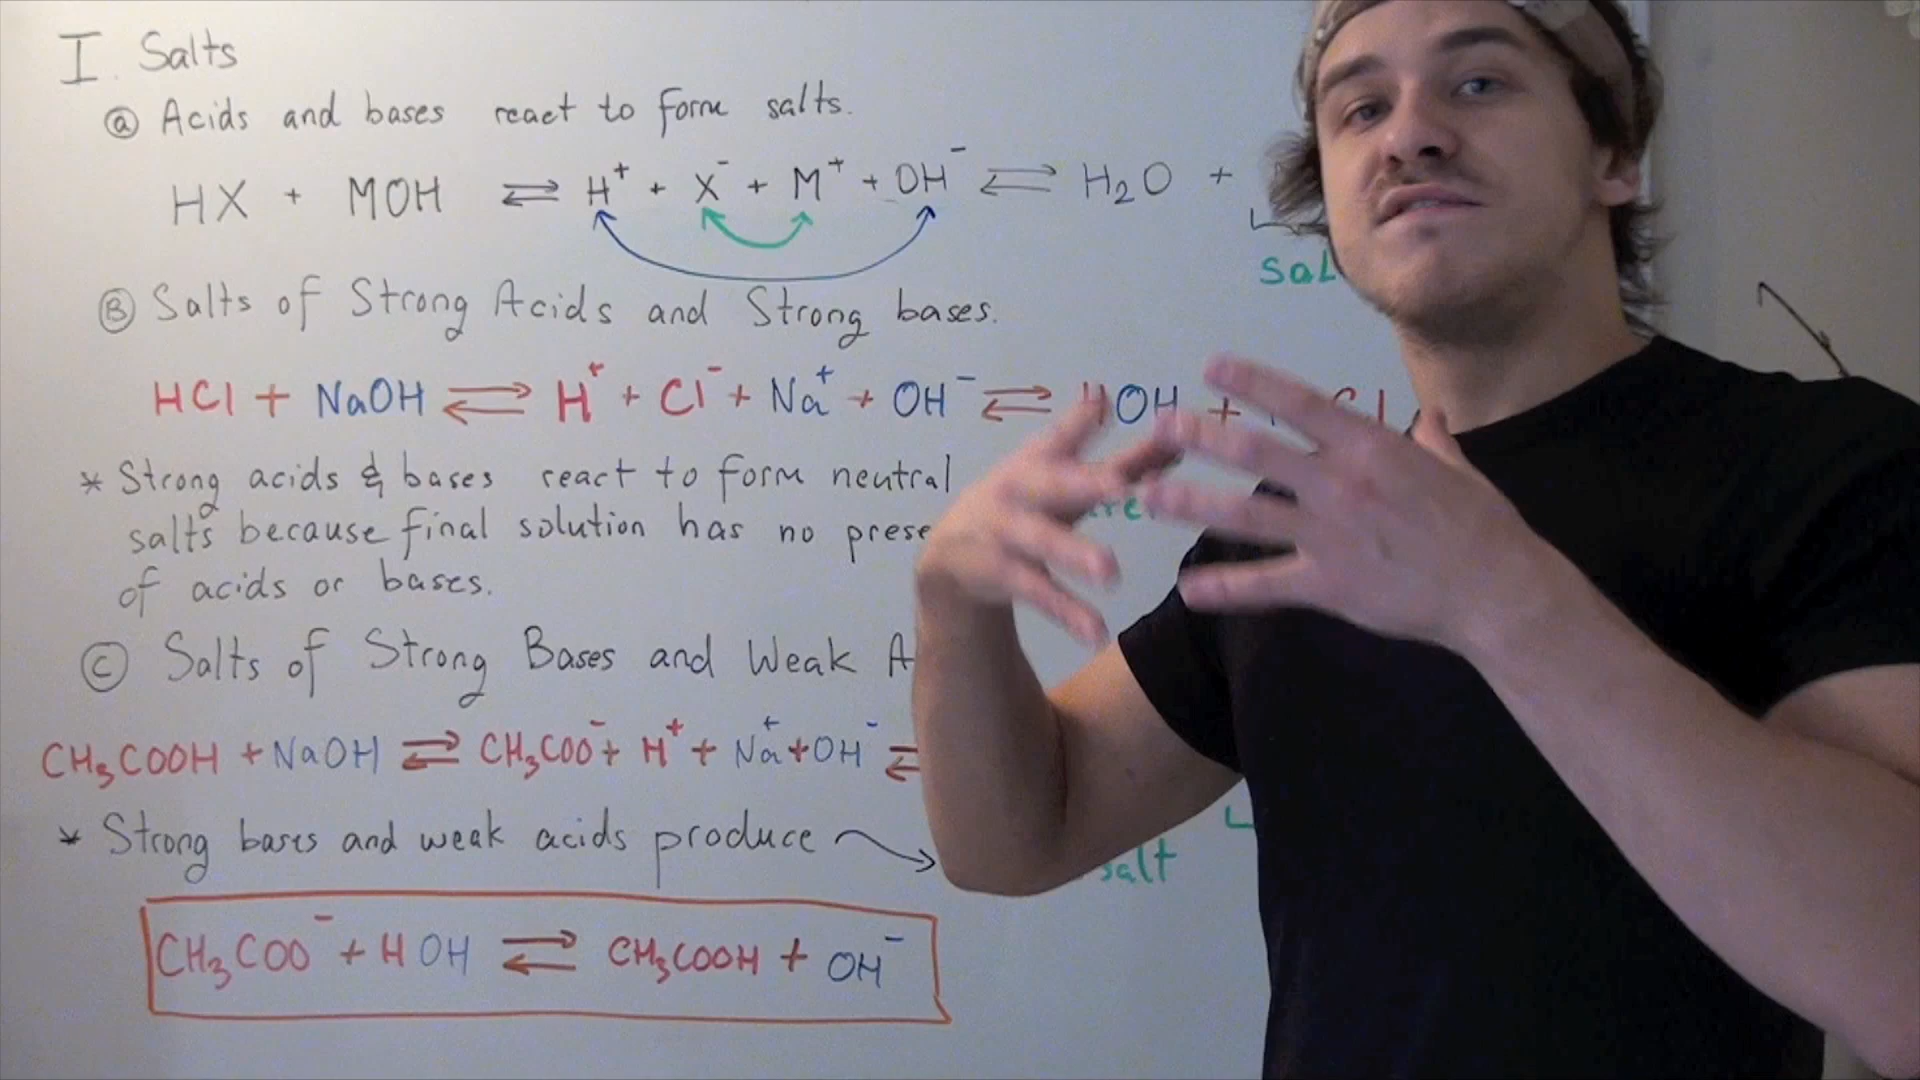 I. Salts
ⓐ Acids and bases react to form salts.
HX + MOH ⇌ H⁺ + X⁻ + M⁺ + OH⁻ ⇌ H₂O +
Ⓑ Salts of Strong Acids and Strong bases.
HCl + NaOH ⇌ H⁺ + Cl⁻ + Na⁺ + OH⁻ ⇌ HOH +
* Strong acids & bases react to form neutral
salts because final solution has no
of acids or bases.
Ⓒ Salts of Strong Bases and Weak
CH₃COOH + NaOH ⇌ CH₃COO⁻ + H⁺ + Na⁺ + OH⁻ ⇌
* Strong bases and weak acids produce
salt
CH₃COO⁻ + HOH ⇌ CH₃COOH + OH⁻